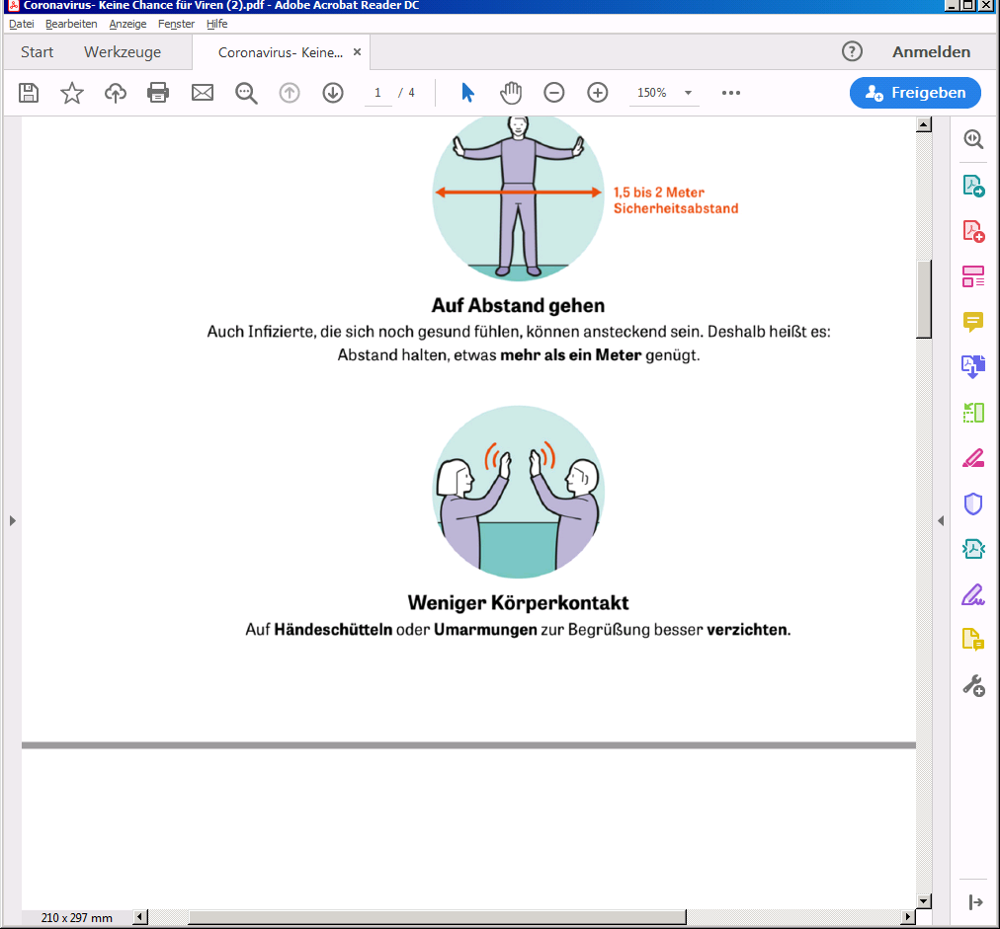 Coronavirus- Keine Chance für Viren (2).pdf - Adobe Acrobat Reader DC
Datei Bearbeiten Anzeige Fenster Hilfe
Start Werkzeuge Coronavirus- Keine... × ? Anmelden
1 / 4 150% Freigeben
1,5 bis 2 Meter
Sicherheitsabstand
Auf Abstand gehen
Auch Infizierte, die sich noch gesund fühlen, können ansteckend sein. Deshalb heißt es:
Abstand halten, etwas mehr als ein Meter genügt.
Weniger Körperkontakt
Auf Händeschütteln oder Umarmungen zur Begrüßung besser verzichten.
210 x 297 mm